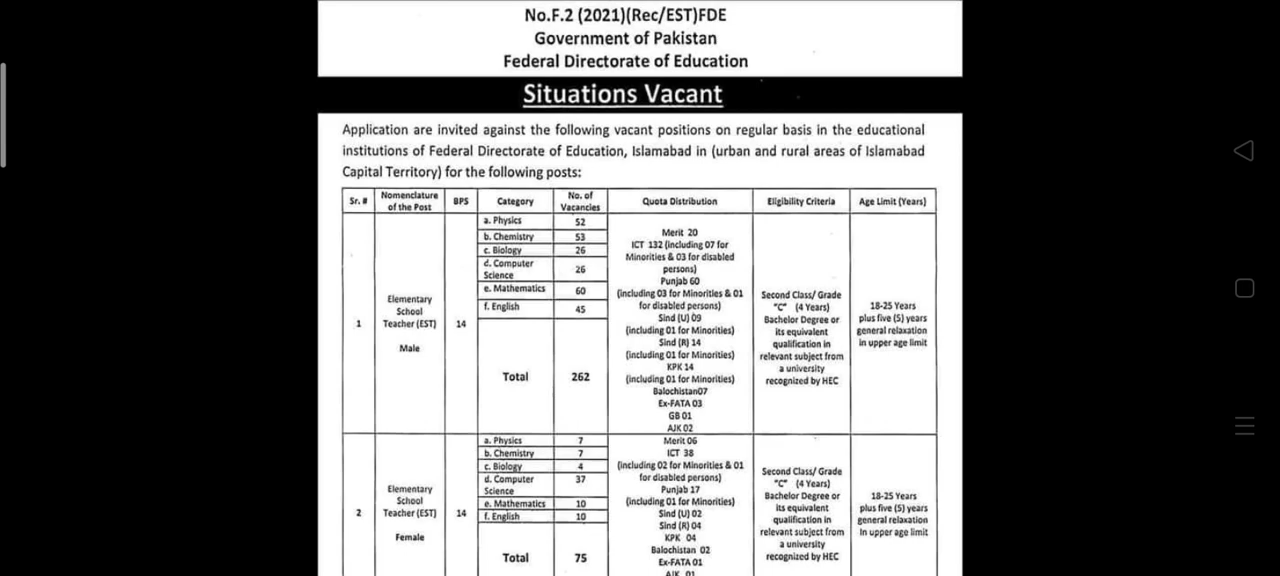 No.F.2 (2021)(Rec/EST)FDE
Government of Pakistan
Federal Directorate of Education
Situations Vacant
Application are invited against the following vacant positions on regular basis in the educational
institutions of Federal Directorate of Education, Islamabad in (urban and rural areas of Islamabad
Capital Territory) for the following posts:
Sr. # Nomenclature of the Post BPS Category No. of Vacancies Quota Distribution Eligibility Criteria Age Limit (Years)
1
Elementary
School
Teacher (EST)
Male
14
a. Physics 52
b. Chemistry 53
c. Biology 26
d. Computer Science 26
e. Mathematics 60
f. English 45
Total 262
Merit 20
ICT 132 (including 07 for
Minorities & 03 for disabled
persons)
Punjab 60
(including 03 for Minorities & 01
for disabled persons)
Sind (U) 09
(including 01 for Minorities)
Sind (R) 14
(including 01 for Minorities)
KPK 14
(including 01 for Minorities)
Balochistan07
Ex-FATA 03
GB 01
AJK 02
Second Class/ Grade
"C" (4 Years)
Bachelor Degree or
its equivalent
qualification in
relevant subject from
a university
recognized by HEC
18-25 Years
plus five (5) years
general relaxation
in upper age limit
2
Elementary
School
Teacher (EST)
Female
14
a. Physics 7
b. Chemistry 7
c. Biology 4
d. Computer Science 37
e. Mathematics 10
f. English 10
Total 75
Merit 06
ICT 38
(including 02 for Minorities & 01
for disabled persons)
Punjab 17
(including 01 for Minorities)
Sind (U) 02
Sind (R) 04
KPK 04
Balochistan 02
Ex-FATA 01
AJK 01
Second Class/ Grade
"C" (4 Years)
Bachelor Degree or
its equivalent
qualification in
relevant subject from
a university
recognized by HEC
18-25 Years
plus five (5) years
general relaxation
in upper age limit